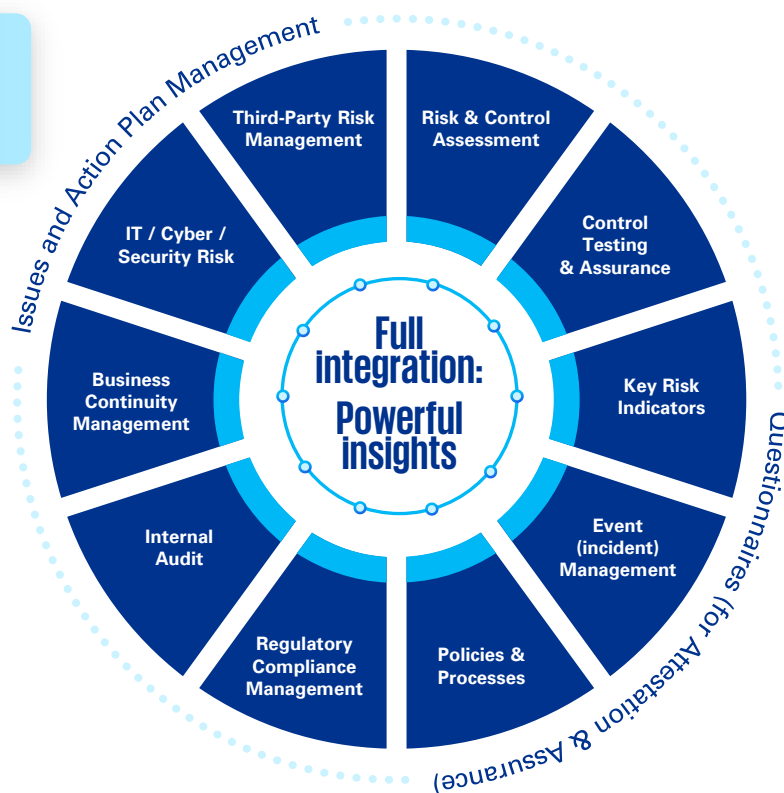 Issues and Action Plan Management
Third-Party Risk
Management
Risk & Control
Assessment
Control
Testing
& Assurance
Key Risk
Indicators
Event
(incident)
Management
Policies &
Processes
Regulatory
Compliance
Management
Internal
Audit
Business
Continuity
Management
IT / Cyber /
Security Risk
Full
integration:
Powerful
insights
Questionnaires (for Attestation & Assurance)